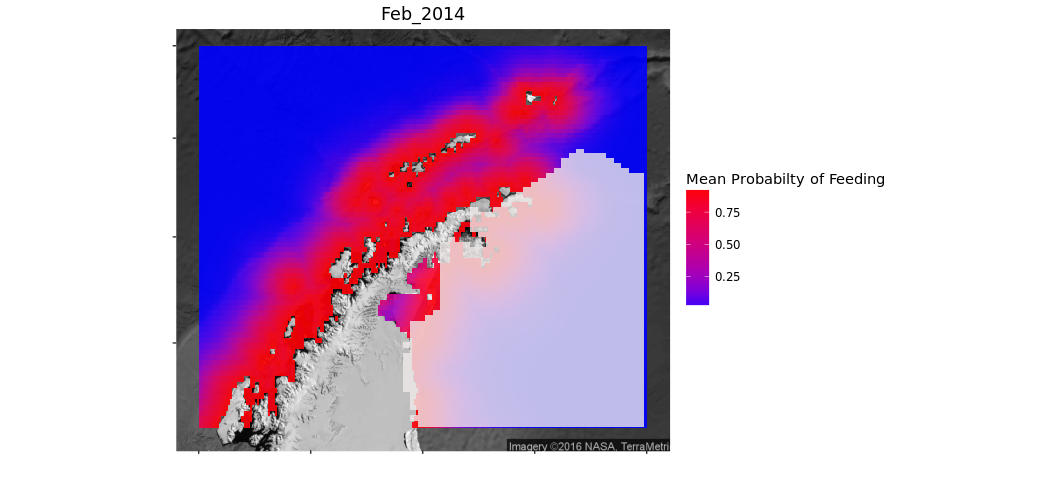 Feb_2014
Mean Probabilty of Feeding
0.75
0.50
0.25
Imagery ©2016 NASA, TerraMetri